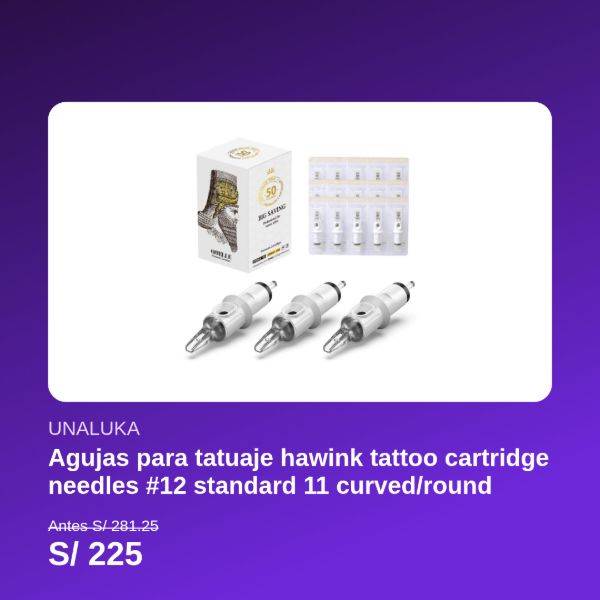 50
BIG SAVING
UNALUKA
Agujas para tatuaje hawink tattoo cartridge
needles #12 standard 11 curved/round
Antes S/ 281.25
S/ 225